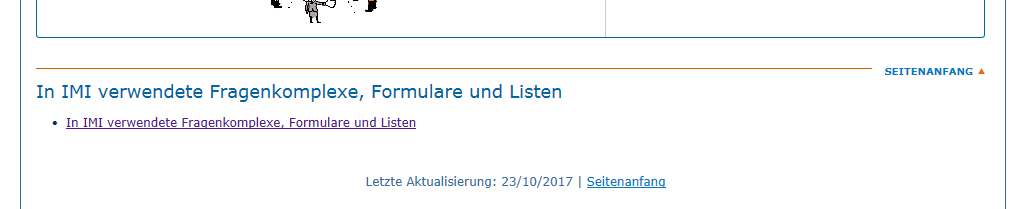 SEITENANFANG
In IMI verwendete Fragenkomplexe, Formulare und Listen
In IMI verwendete Fragenkomplexe, Formulare und Listen
Letzte Aktualisierung: 23/10/2017 | Seitenanfang